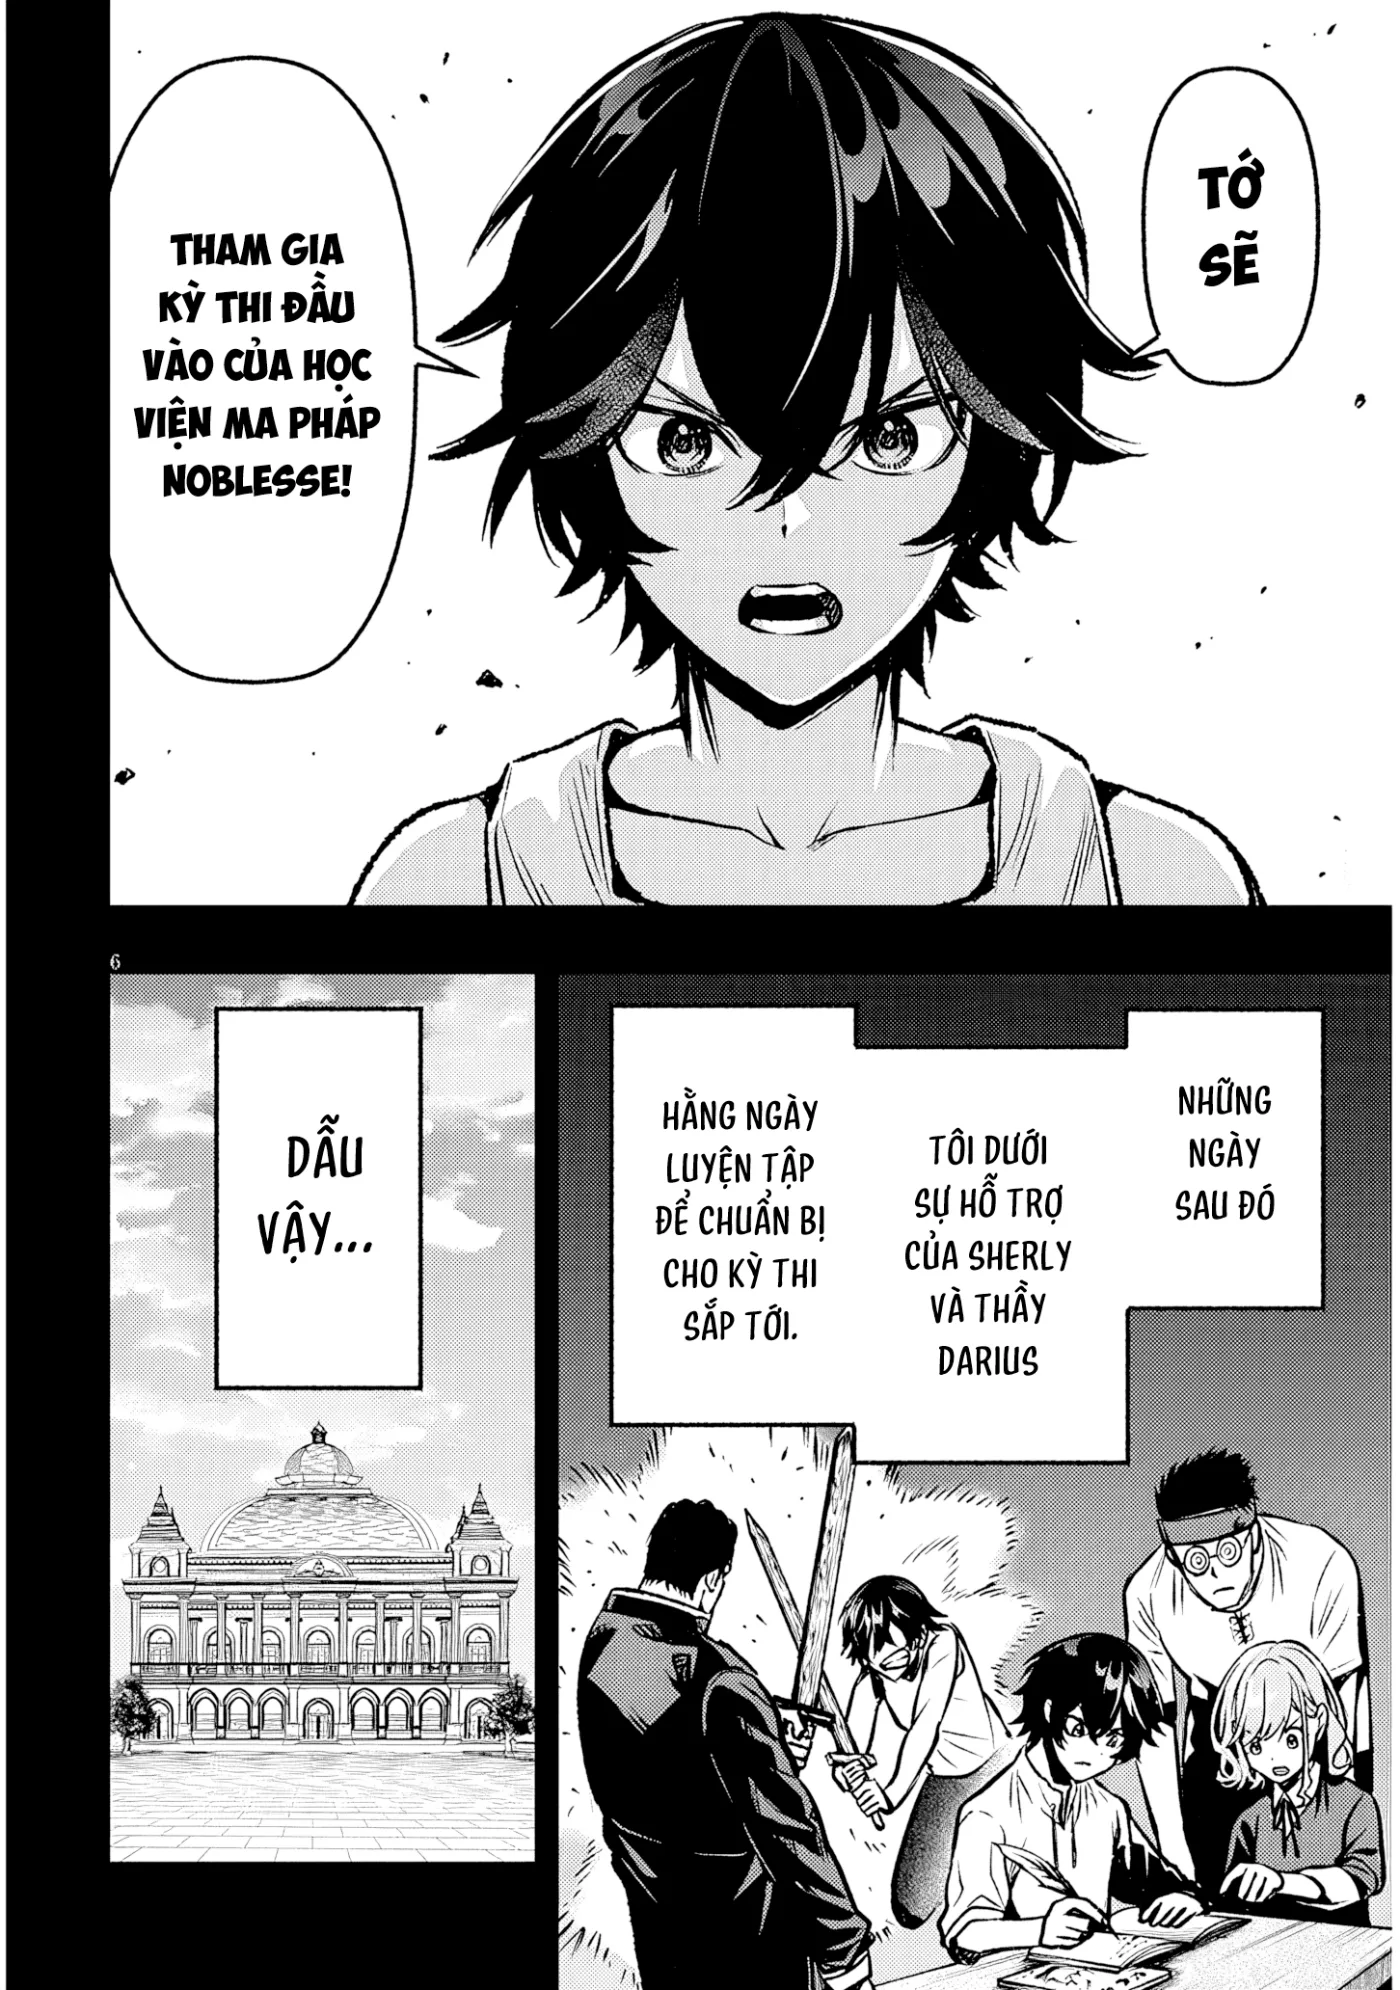 TỚ
SẼ
THAM GIA
KỲ THI ĐẦU
VÀO CỦA HỌC
VIỆN MA PHÁP
NOBLESSE!
6
NHỮNG
NGÀY
SAU ĐÓ
TÔI DƯỚI
SỰ HỖ TRỢ
CỦA SHERLY
VÀ THẦY
DARIUS
HẰNG NGÀY
LUYỆN TẬP
ĐỂ CHUẨN BỊ
CHO KỲ THI
SẮP TỚI.
DẪU
VẬY...